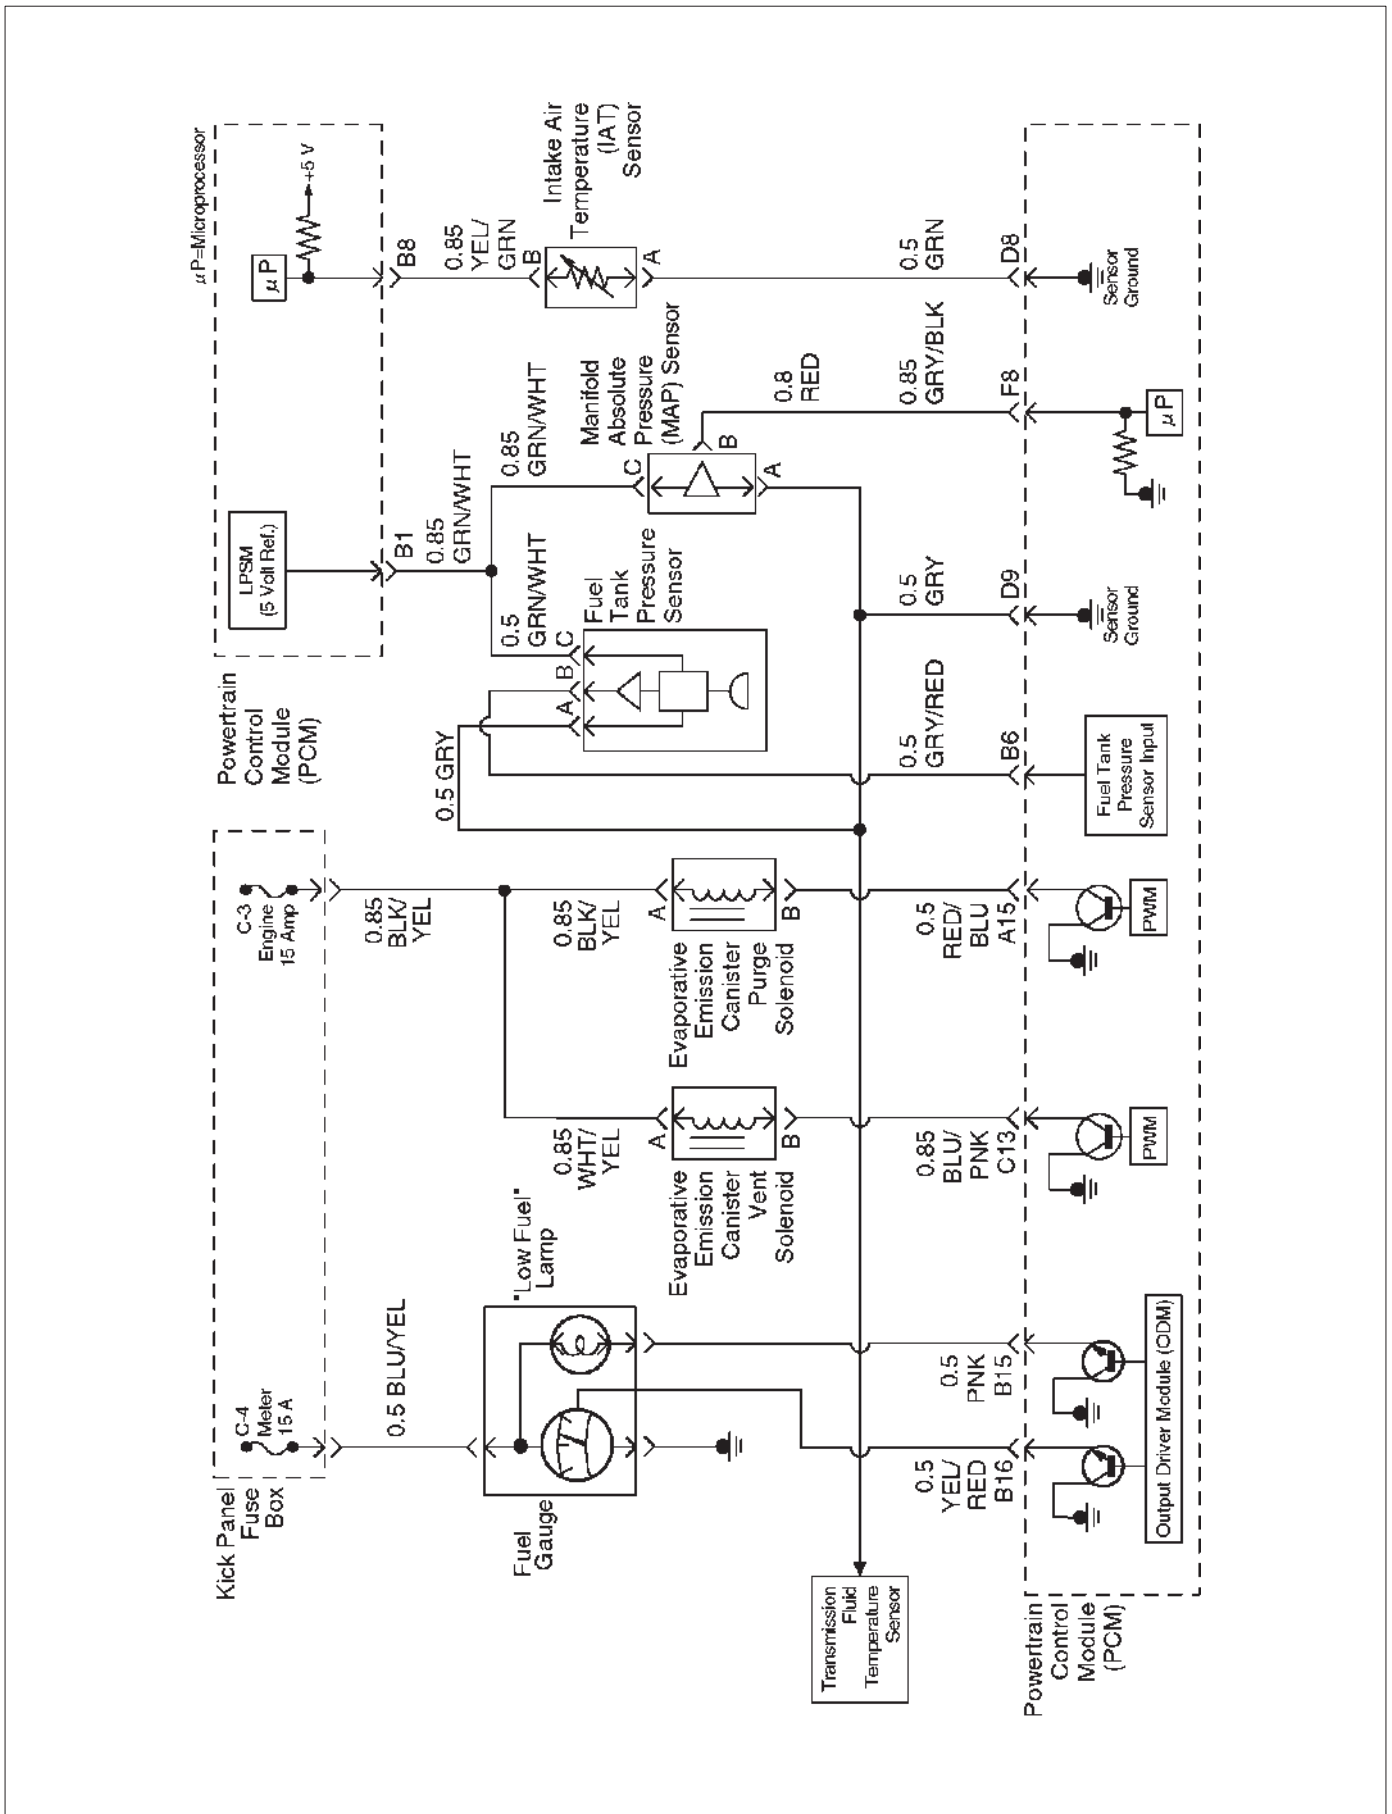 Kick Panel
Fuse
Box
C-4
Meter
15 A
C-3
Engine
15 Amp
Powertrain
Control
Module
(PCM)
LPSM
(5 Volt Ref.)
μP=Microprocessor
μP
+5 V
0.5 BLU/YEL
0.85
BLK/
YEL
B1
0.85
GRN/WHT
B8
0.85
YEL/
GRN
0.5 GRY
0.5
GRN/WHT
0.85
GRN/WHT
Fuel
Gauge
"Low Fuel"
Lamp
0.85
WHT/
YEL
0.85
BLK/
YEL
A
B
C
Fuel
Tank
Pressure
Sensor
Manifold
Absolute
Pressure
(MAP) Sensor
C
B
A
B
A
Intake Air
Temperature
(IAT)
Sensor
Evaporative
Emission
Canister
Vent
Solenoid
A
B
Evaporative
Emission
Canister
Purge
Solenoid
A
B
0.8
RED
Transmission
Fluid
Temperature
Sensor
0.5
YEL/
RED
B16
0.5
PNK
B15
0.85
BLU/
PNK
C13
0.5
RED/
BLU
A15
0.5
GRY/RED
B6
0.5
GRY
D9
0.85
GRY/BLK
F8
0.5
GRN
D8
Powertrain
Control
Module
(PCM)
Output Driver Module (ODM)
PWM
PWM
Fuel Tank
Pressure
Sensor Input
Sensor
Ground
μP
Sensor
Ground